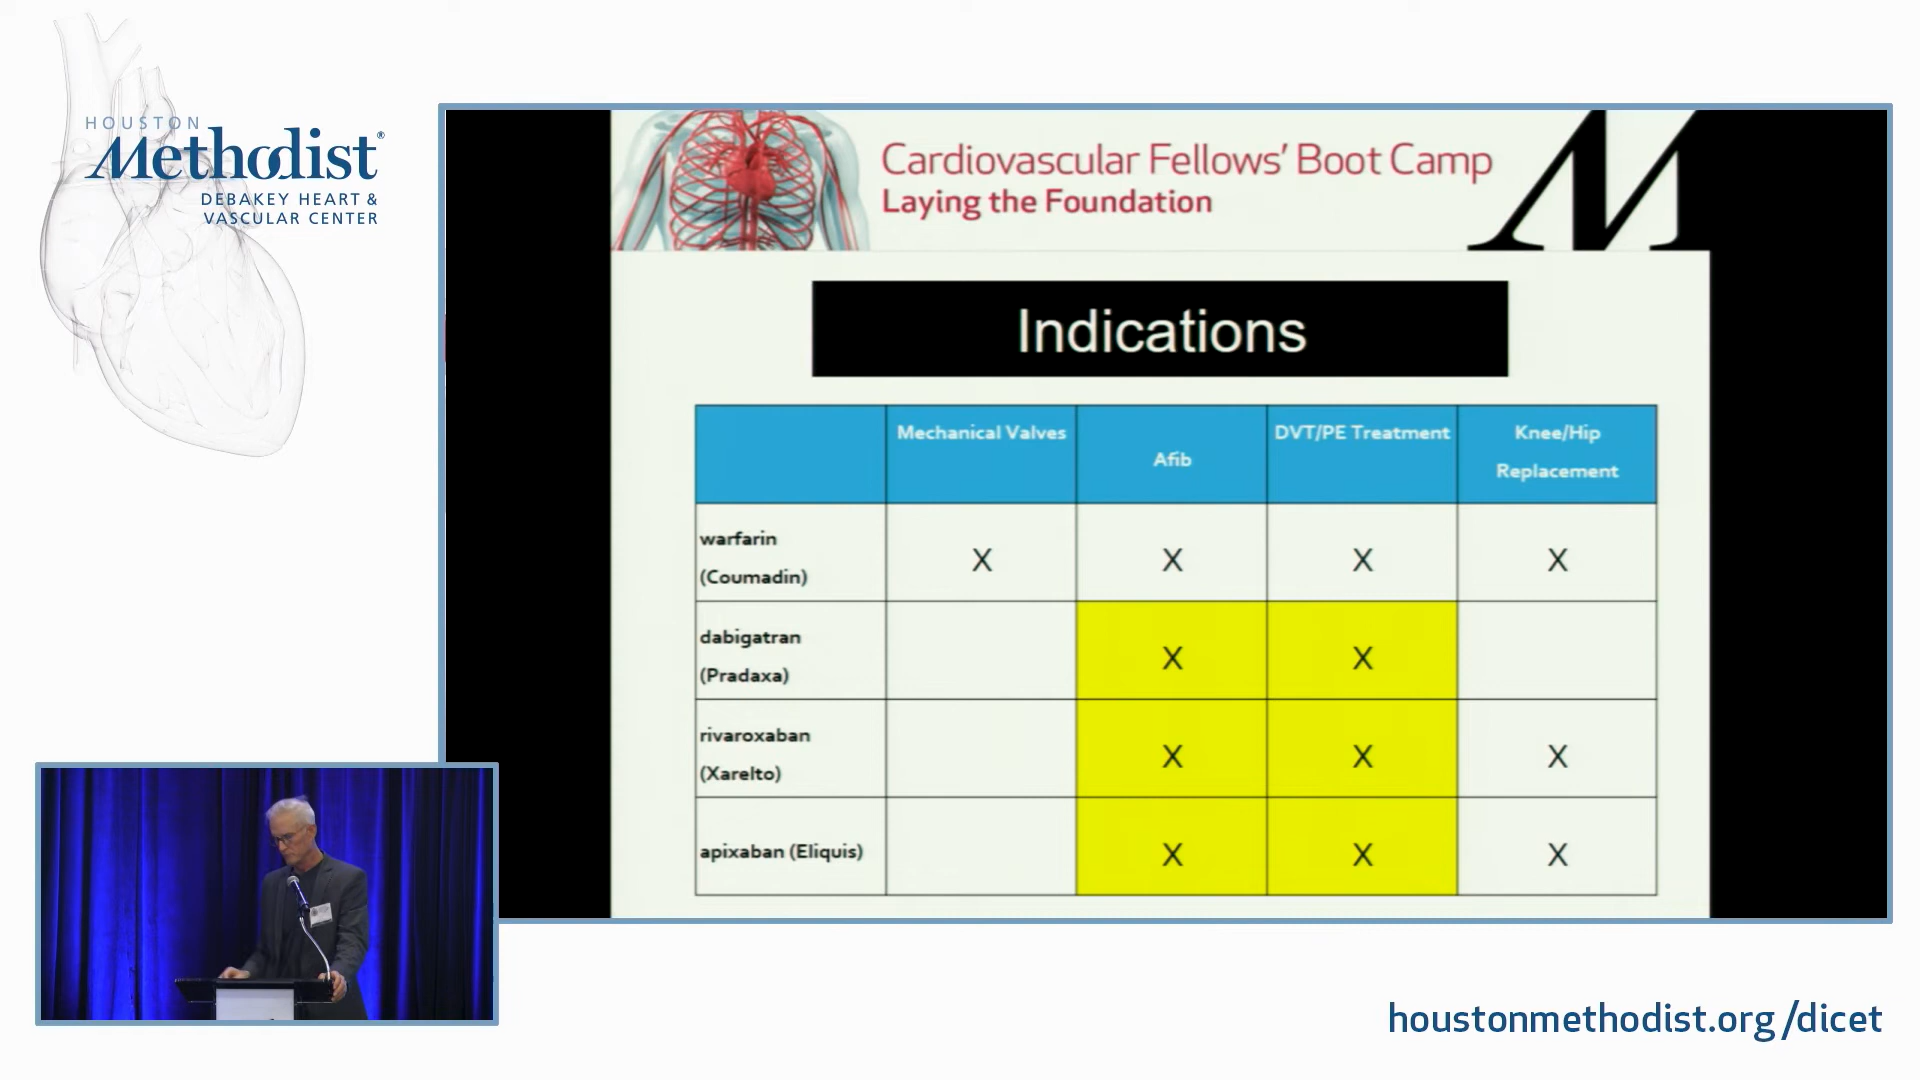 HOUSTON
Methodist®
DEBAKEY HEART &
VASCULAR CENTER
Cardiovascular Fellows' Boot Camp
Laying the Foundation
M
Indications
Mechanical Valves
Afib
DVT/PE Treatment
Knee/Hip
Replacement
warfarin
(Coumadin)
X X X X
dabigatran
(Pradaxa)
X X
rivaroxaban
(Xarelto)
X X X
apixaban (Eliquis)
X X X
houstonmethodist.org/dicet